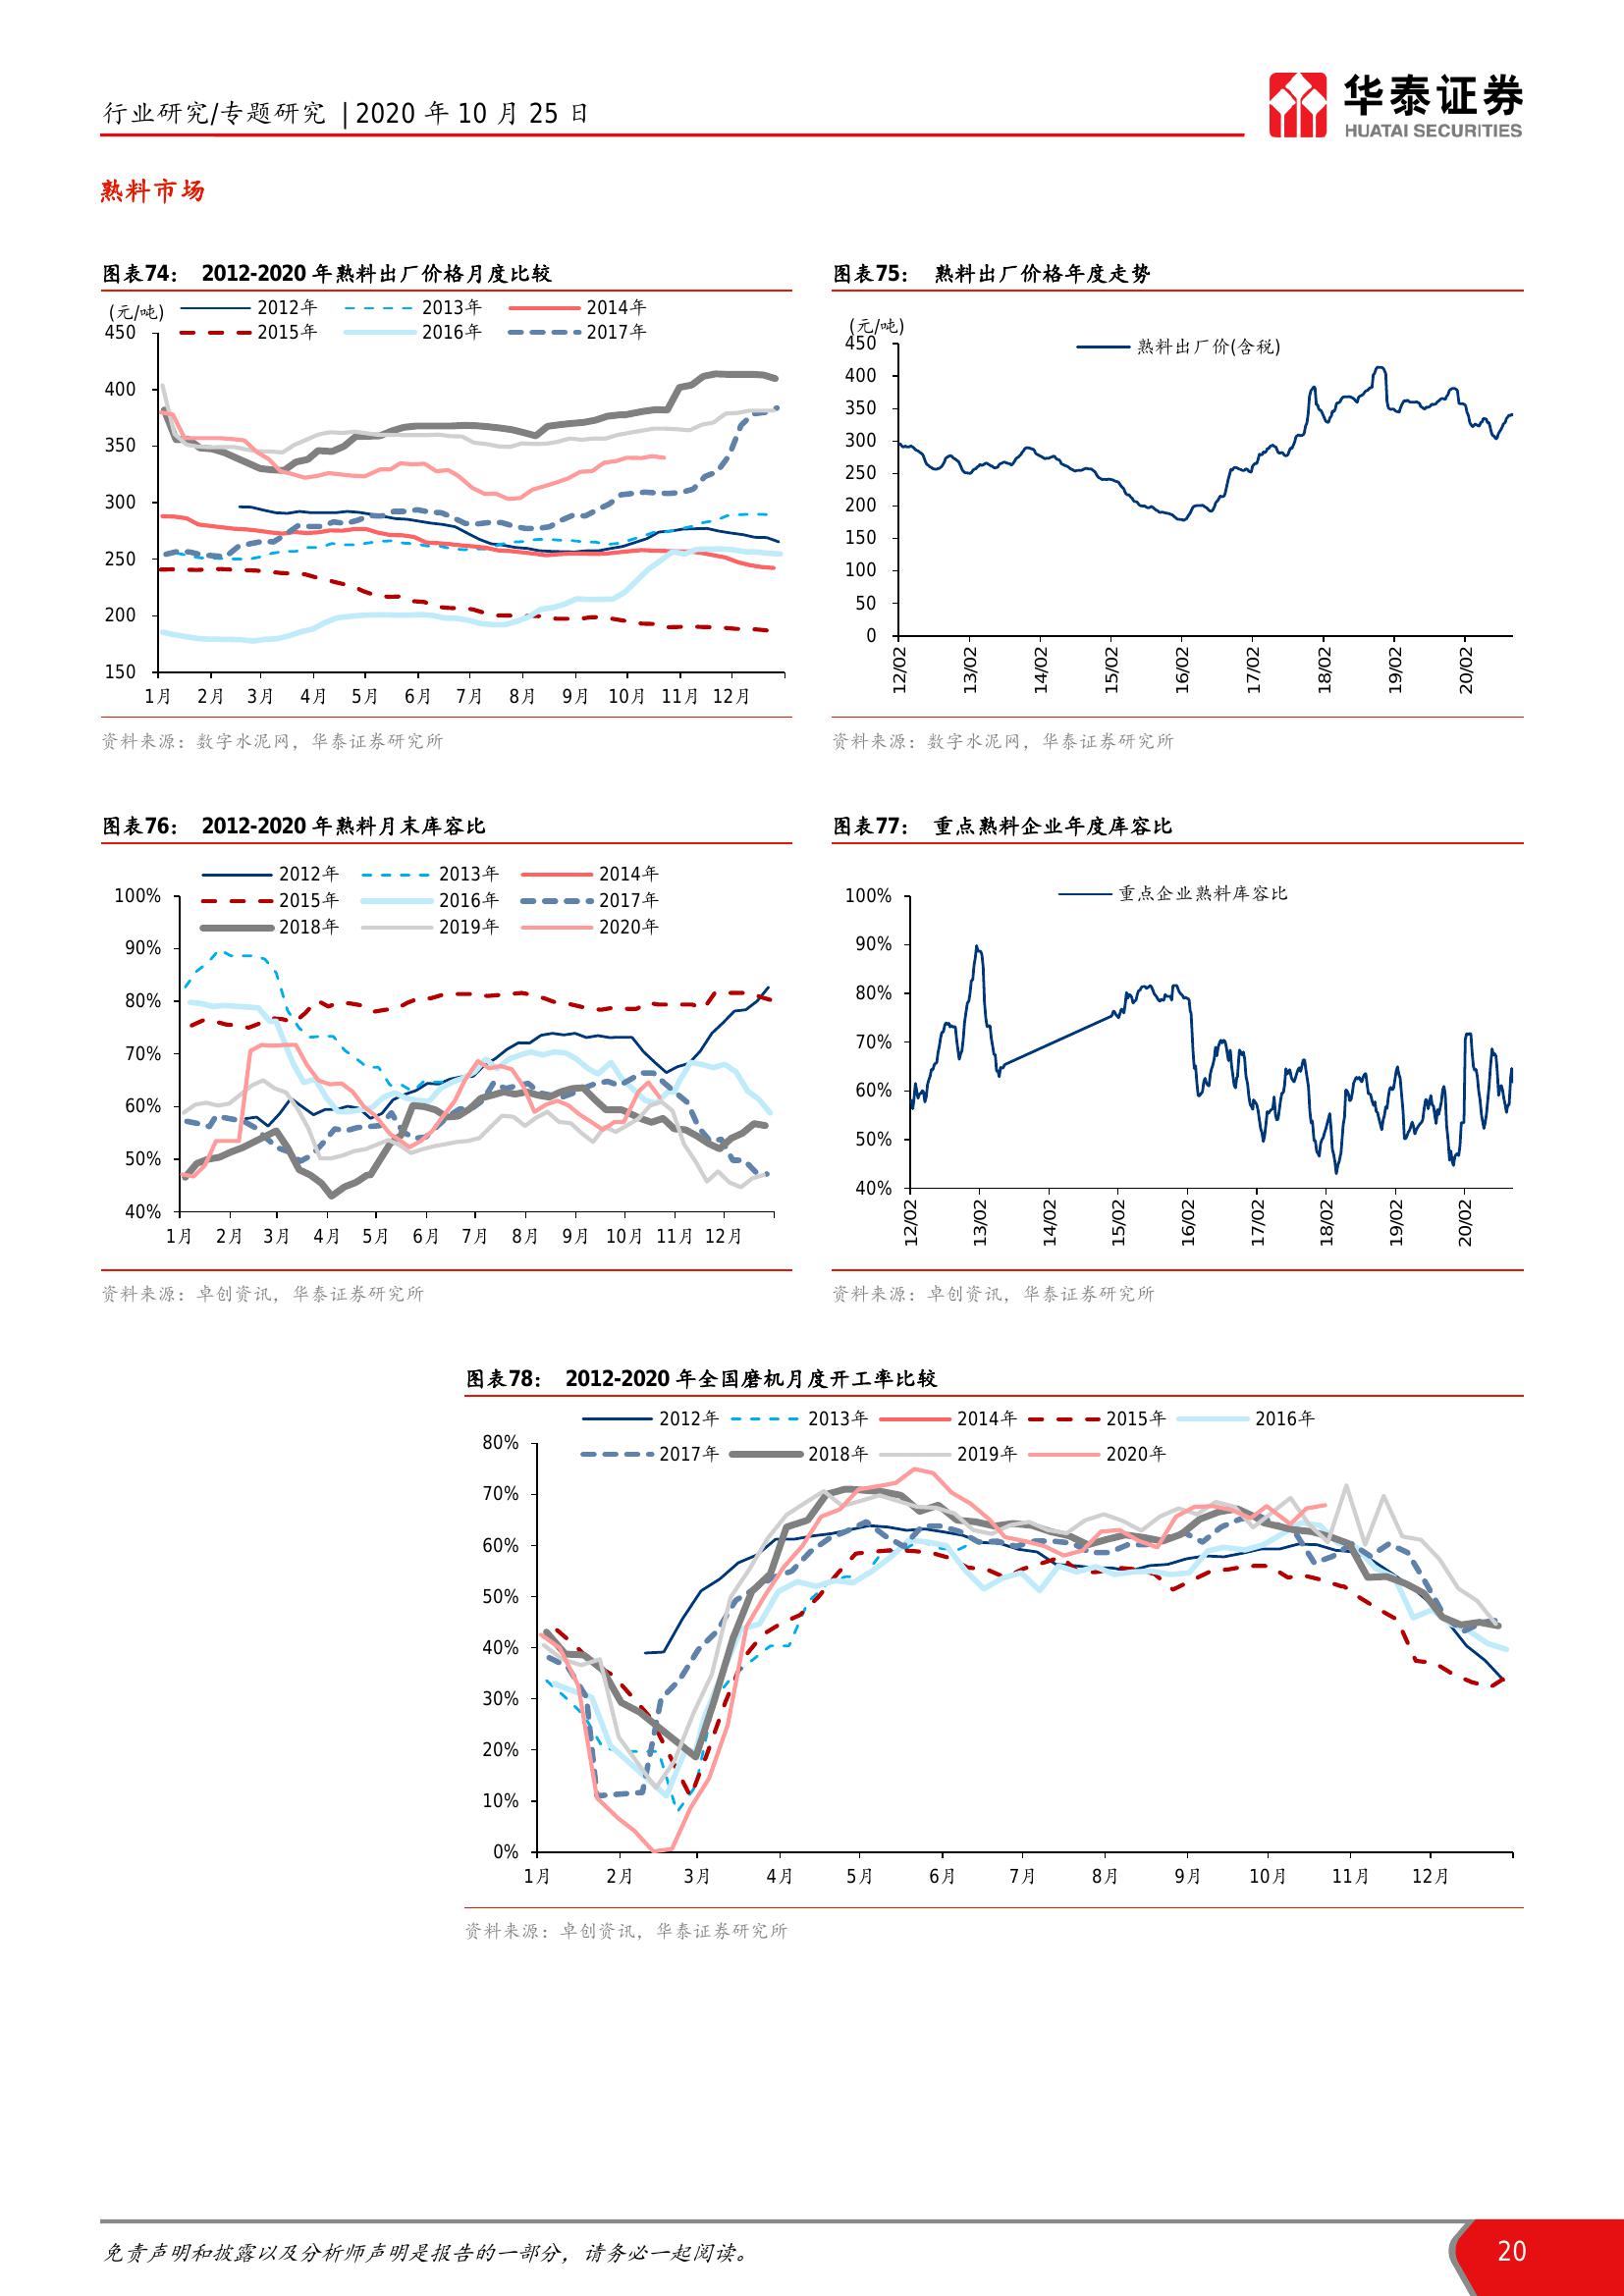 行业研究/专题研究 | 2020 年 10 月 25 日
华泰证券
HUATAI SECURITIES
熟料市场
图表74： 2012-2020 年熟料出厂价格月度比较
(元/吨)
2012年 2013年 2014年
2015年 2016年 2017年
450
400
350
300
250
200
150
1月 2月 3月 4月 5月 6月 7月 8月 9月 10月 11月 12月
资料来源：数字水泥网，华泰证券研究所
图表75： 熟料出厂价格年度走势
(元/吨)
熟料出厂价(含税)
450
400
350
300
250
200
150
100
50
0
12/02 13/02 14/02 15/02 16/02 17/02 18/02 19/02 20/02
资料来源：数字水泥网，华泰证券研究所
图表76： 2012-2020 年熟料月末库容比
2012年 2013年 2014年
2015年 2016年 2017年
2018年 2019年 2020年
100%
90%
80%
70%
60%
50%
40%
1月 2月 3月 4月 5月 6月 7月 8月 9月 10月 11月 12月
资料来源：卓创资讯，华泰证券研究所
图表77： 重点熟料企业年度库容比
重点企业熟料库容比
100%
90%
80%
70%
60%
50%
40%
12/02 13/02 14/02 15/02 16/02 17/02 18/02 19/02 20/02
资料来源：卓创资讯，华泰证券研究所
图表78： 2012-2020 年全国磨机月度开工率比较
2012年 2013年 2014年 2015年 2016年
2017年 2018年 2019年 2020年
80%
70%
60%
50%
40%
30%
20%
10%
0%
1月 2月 3月 4月 5月 6月 7月 8月 9月 10月 11月 12月
资料来源：卓创资讯，华泰证券研究所
免责声明和披露以及分析师声明是报告的一部分，请务必一起阅读。
20